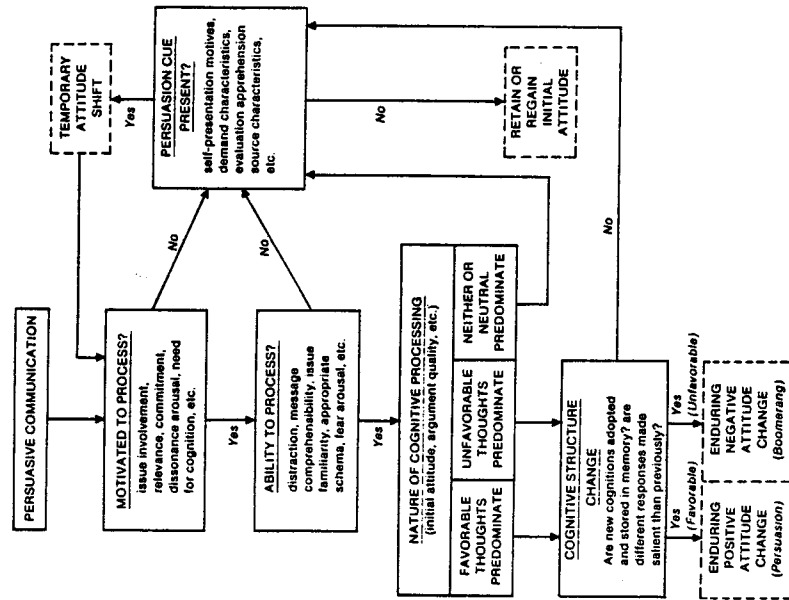 PERSUASIVE COMMUNICATION
TEMPORARY
ATTITUDE
SHIFT
MOTIVATED TO PROCESS?
issue involvement,
relevance, commitment,
dissonance arousal, need
for cognition, etc.
Yes
No
PERSUASION CUE
PRESENT?
self-presentation motives,
demand characteristics,
evaluation apprehension
source characteristics,
etc.
Yes
No
ABILITY TO PROCESS?
distraction, message
comprehensibility, issue
familiarity, appropriate
schema, fear arousal, etc.
Yes
No
RETAIN OR
REGAIN
INITIAL
ATTITUDE
NATURE OF COGNITIVE PROCESSING
(initial attitude, argument quality, etc.)
FAVORABLE
THOUGHTS
PREDOMINATE
UNFAVORABLE
THOUGHTS
PREDOMINATE
NEITHER OR
NEUTRAL
PREDOMINATE
COGNITIVE STRUCTURE
CHANGE
Are new cognitions adopted
and stored in memory? are
different responses made
salient than previously?
No
Yes
(Favorable)
Yes
(Unfavorable)
ENDURING
POSITIVE
ATTITUDE
CHANGE
(Persuasion)
ENDURING
NEGATIVE
ATTITUDE
CHANGE
(Boomerang)